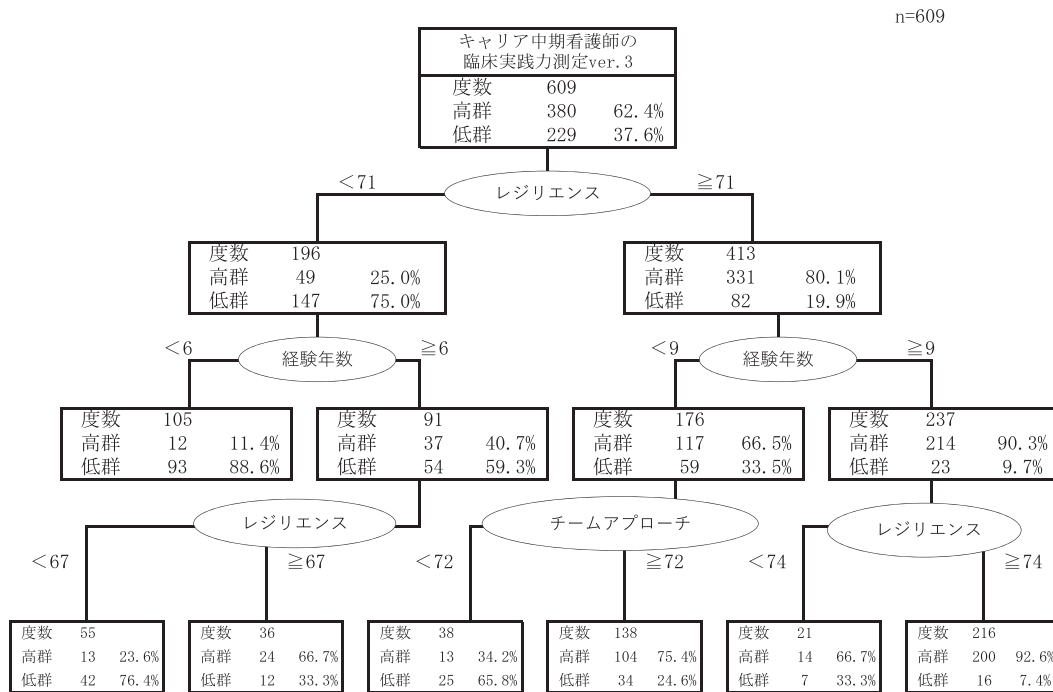 n=609
キャリア中期看護師の
臨床実践力測定ver.3
度数 609
高群 380 62.4%
低群 229 37.6%
<71 レジリエンス ≧71
度数 196
高群 49 25.0%
低群 147 75.0%
度数 413
高群 331 80.1%
低群 82 19.9%
<6 経験年数 ≧6
<9 経験年数 ≧9
度数 105
高群 12 11.4%
低群 93 88.6%
度数 91
高群 37 40.7%
低群 54 59.3%
度数 176
高群 117 66.5%
低群 59 33.5%
度数 237
高群 214 90.3%
低群 23 9.7%
<67 レジリエンス ≧67
<72 チームアプローチ ≧72
<74 レジリエンス ≧74
度数 55
高群 13 23.6%
低群 42 76.4%
度数 36
高群 24 66.7%
低群 12 33.3%
度数 38
高群 13 34.2%
低群 25 65.8%
度数 138
高群 104 75.4%
低群 34 24.6%
度数 21
高群 14 66.7%
低群 7 33.3%
度数 216
高群 200 92.6%
低群 16 7.4%